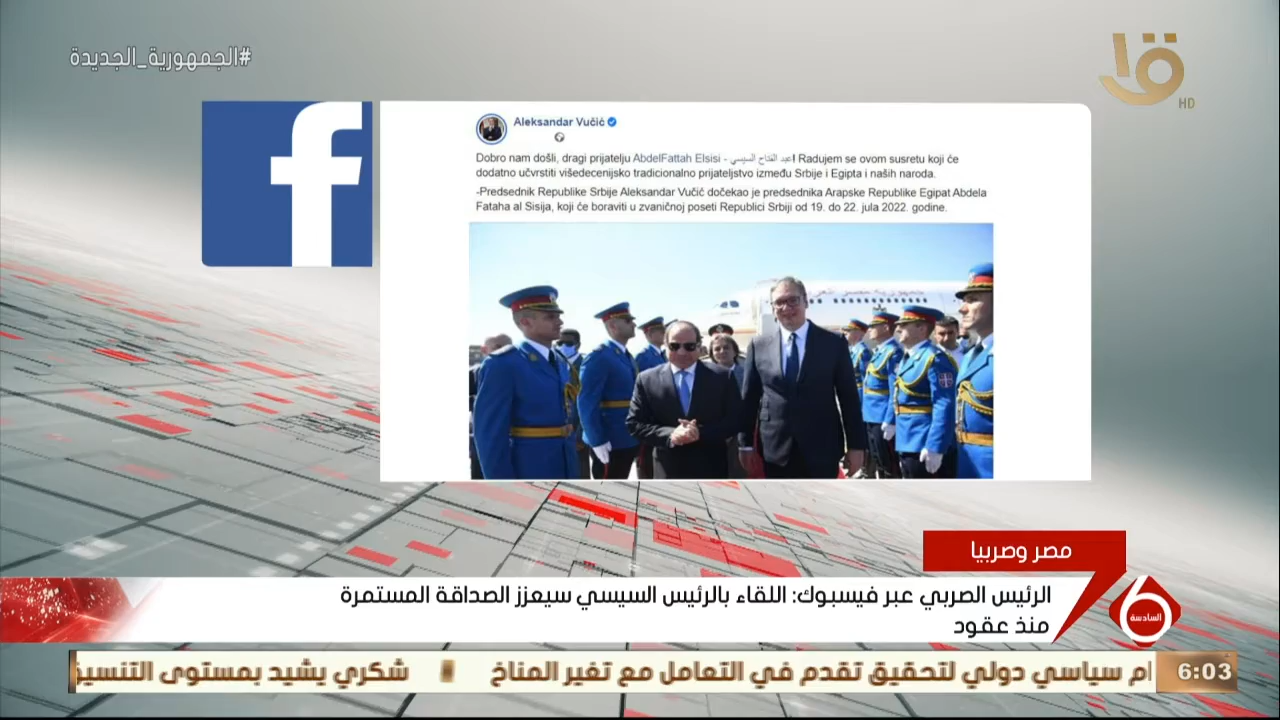 #الجمهورية_الجديدة
HD
Aleksandar Vučić
Dobro nam došli, dragi prijatelju AbdelFattah Elsisi - عبد الفتاح السيسي! Radujem se ovom susretu koji će
dodatno učvrstiti višedecenijsko tradicionalno prijateljstvo između Srbije i Egipta i naših naroda.
-Predsednik Republike Srbije Aleksandar Vučić dočekao je predsednika Arapske Republike Egipat Abdela
Fataha al Sisija, koji će boraviti u zvaničnoj poseti Republici Srbiji od 19. do 22. jula 2022. godine.
مصر وصربيا
الرئيس الصربي عبر فيسبوك: اللقاء بالرئيس السيسي سيعزز الصداقة المستمرة
منذ عقود
6 السادسة
ام سياسي دولي لتحقيق تقدم في التعامل مع تغير المناخ شكري يشيد بمستوى التنسيق
6:03